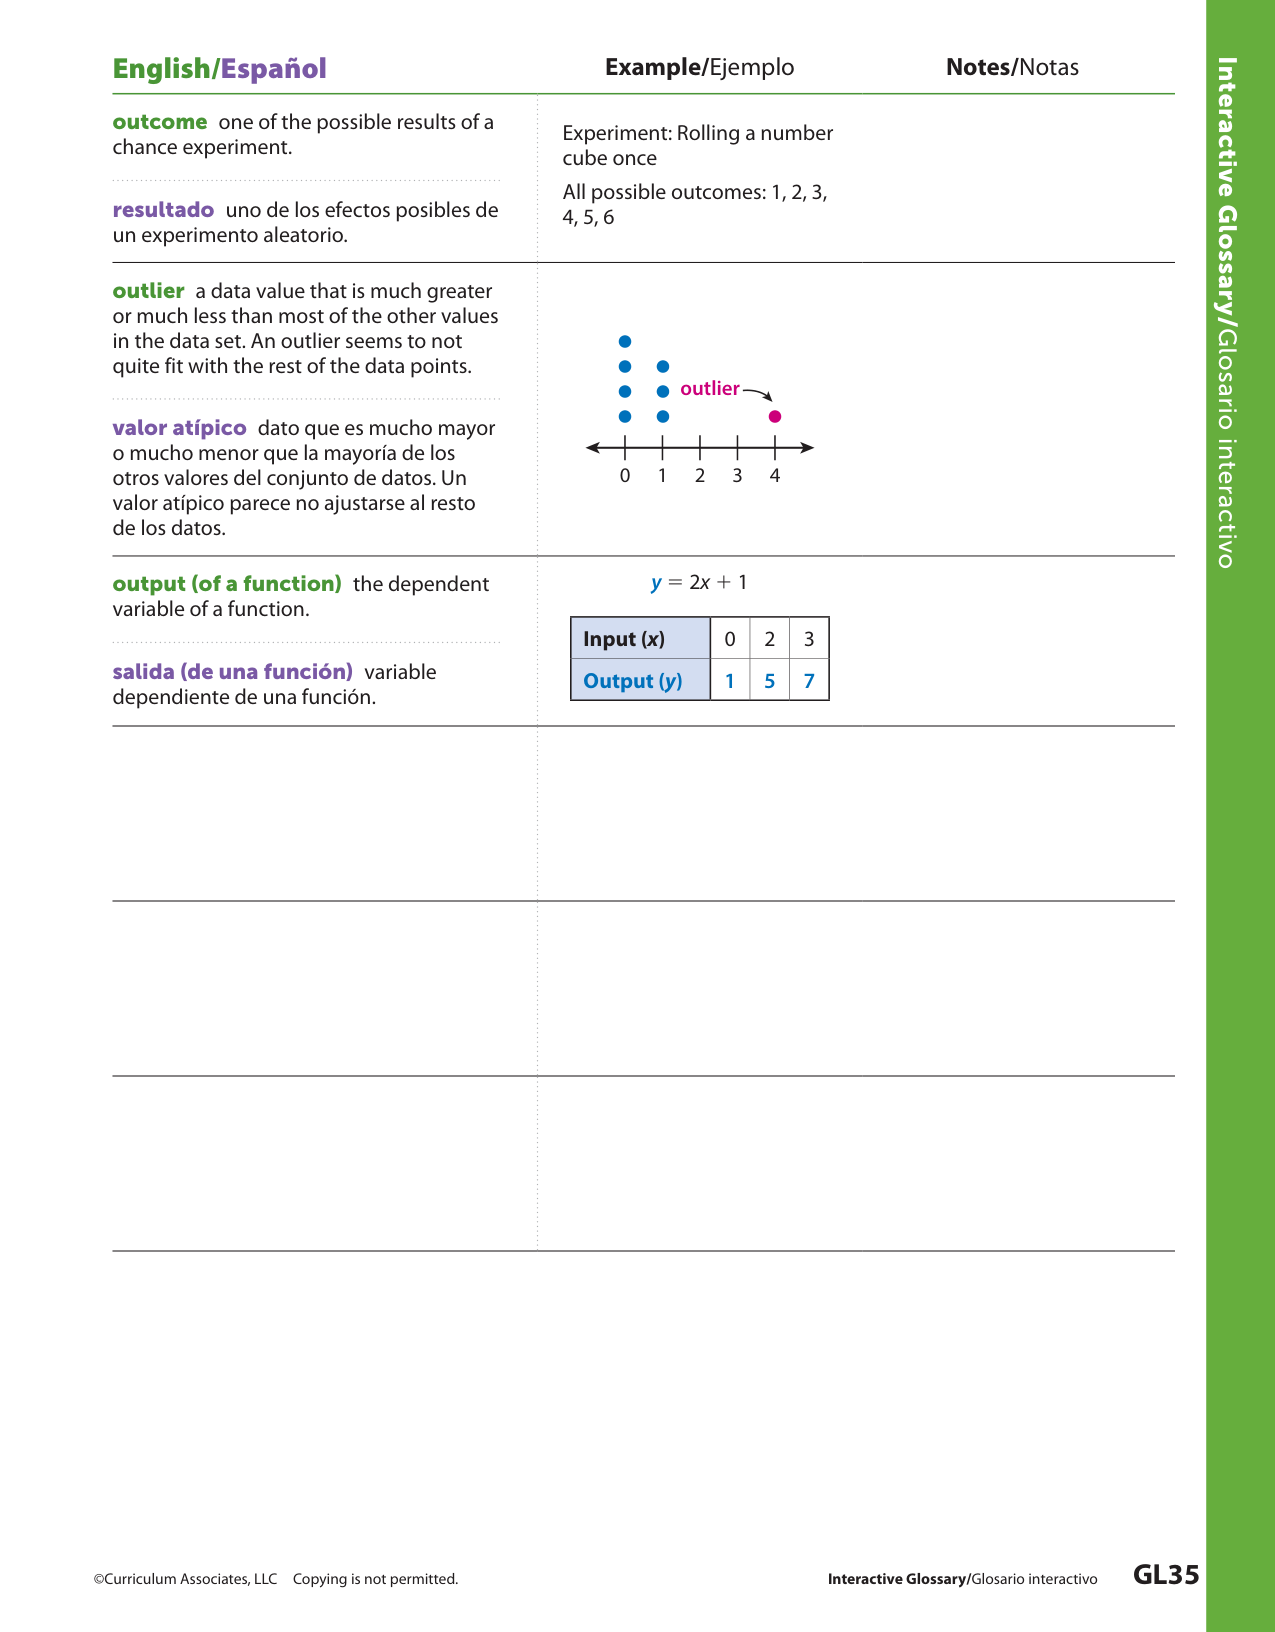 English/Español
Example/Ejemplo
Notes/Notas
outcome one of the possible results of a
chance experiment.
resultado uno de los efectos posibles de
un experimento aleatorio.
Experiment: Rolling a number
cube once
All possible outcomes: 1, 2, 3,
4, 5, 6
outlier a data value that is much greater
or much less than most of the other values
in the data set. An outlier seems to not
quite fit with the rest of the data points.
valor atípico dato que es mucho mayor
o mucho menor que la mayoría de los
otros valores del conjunto de datos. Un
valor atípico parece no ajustarse al resto
de los datos.
outlier
0 1 2 3 4
output (of a function) the dependent
variable of a function.
salida (de una función) variable
dependiente de una función.
y = 2x + 1
Input (x) 0 2 3
Output (y) 1 5 7
Interactive Glossary/Glosario interactivo
©Curriculum Associates, LLC Copying is not permitted.
Interactive Glossary/Glosario interactivo GL35